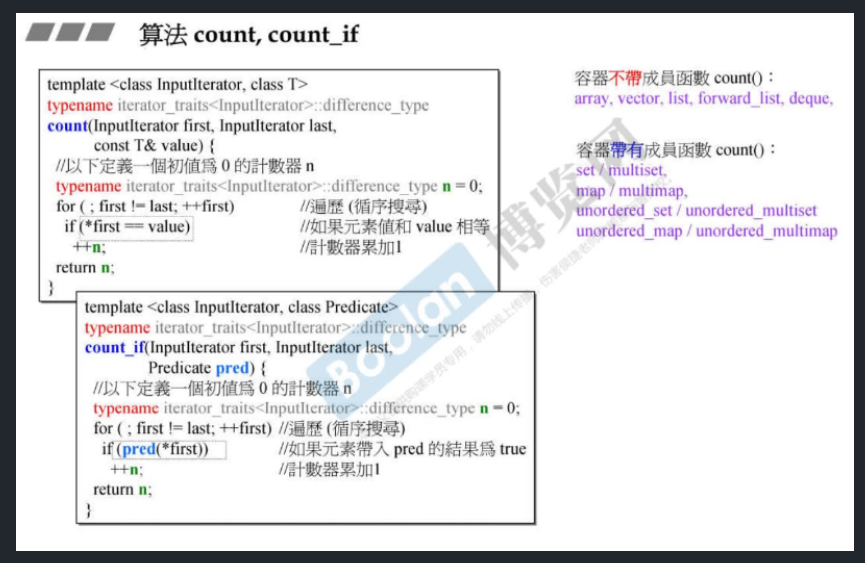 算法 count, count_if
template <class InputIterator, class T>
typename iterator_traits<InputIterator>::difference_type
count(InputIterator first, InputIterator last,
const T& value) {
//以下定義一個初值爲 0 的計數器 n
typename iterator_traits<InputIterator>::difference_type n = 0;
for ( ; first != last; ++first) //遍歷 (循序搜尋)
if (*first == value) //如果元素值和 value 相等
++n; //計數器累加1
return n;
}
template <class InputIterator, class Predicate>
typename iterator_traits<InputIterator>::difference_type
count_if(InputIterator first, InputIterator last,
Predicate pred) {
//以下定義一個初值爲 0 的計數器 n
typename iterator_traits<InputIterator>::difference_type n = 0;
for ( ; first != last; ++first) //遍歷 (循序搜尋)
if (pred(*first)) //如果元素帶入 pred 的結果爲 true
++n; //計數器累加1
return n;
}
容器不帶成員函數 count()：
array, vector, list, forward_list, deque,
容器帶有成員函數 count()：
set / multiset,
map / multimap,
unordered_set / unordered_multiset
unordered_map / unordered_multimap
Boolan 博览网